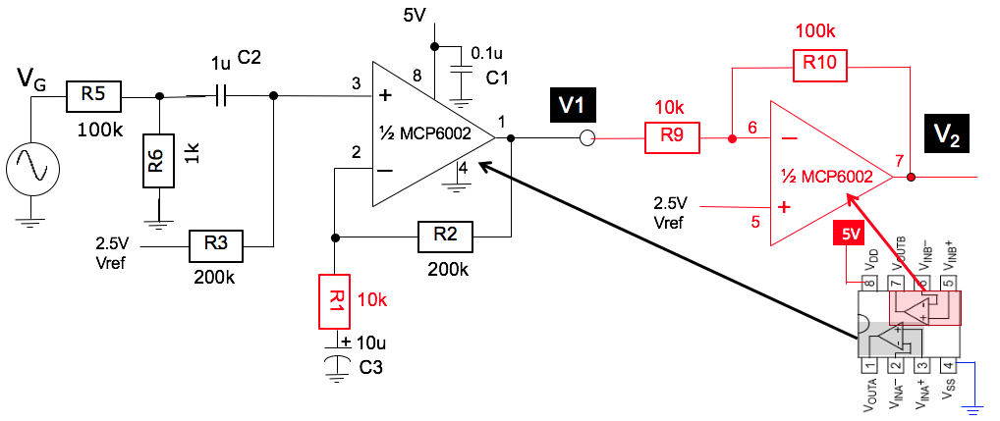 5V
VG
1u C2
0.1u
C1
R5
100k
R6
1k
3
8
+
½ MCP6002
1
2
−
4
V1
10k
R9
100k
R10
6
−
½ MCP6002
7
V2
+
5
2.5V
Vref
2.5V
Vref
R3
200k
R2
200k
R1
10k
+ 10u
C3
5V
VDD
VOUTB
VINB−
VINB+
8 7 6 5
- +
+ -
1 2 3 4
VOUTA
VINA−
VINA+
VSS